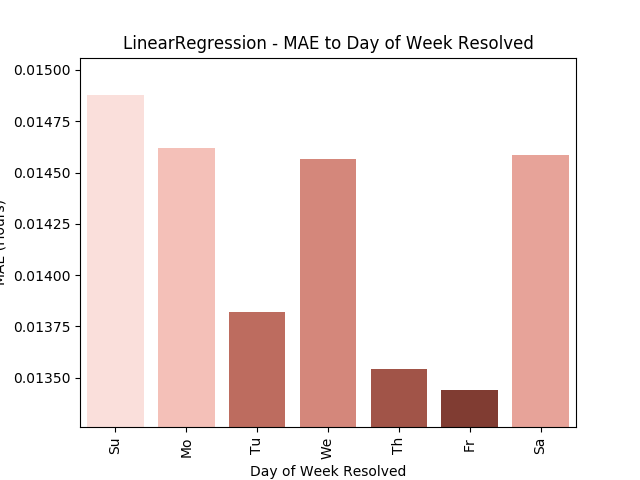 LinearRegression - MAE to Day of Week Resolved
0.01500
0.01475
0.01450
0.01425
0.01400
0.01375
0.01350
MAE (Hours)
Su
Mo
Tu
We
Th
Fr
Sa
Day of Week Resolved